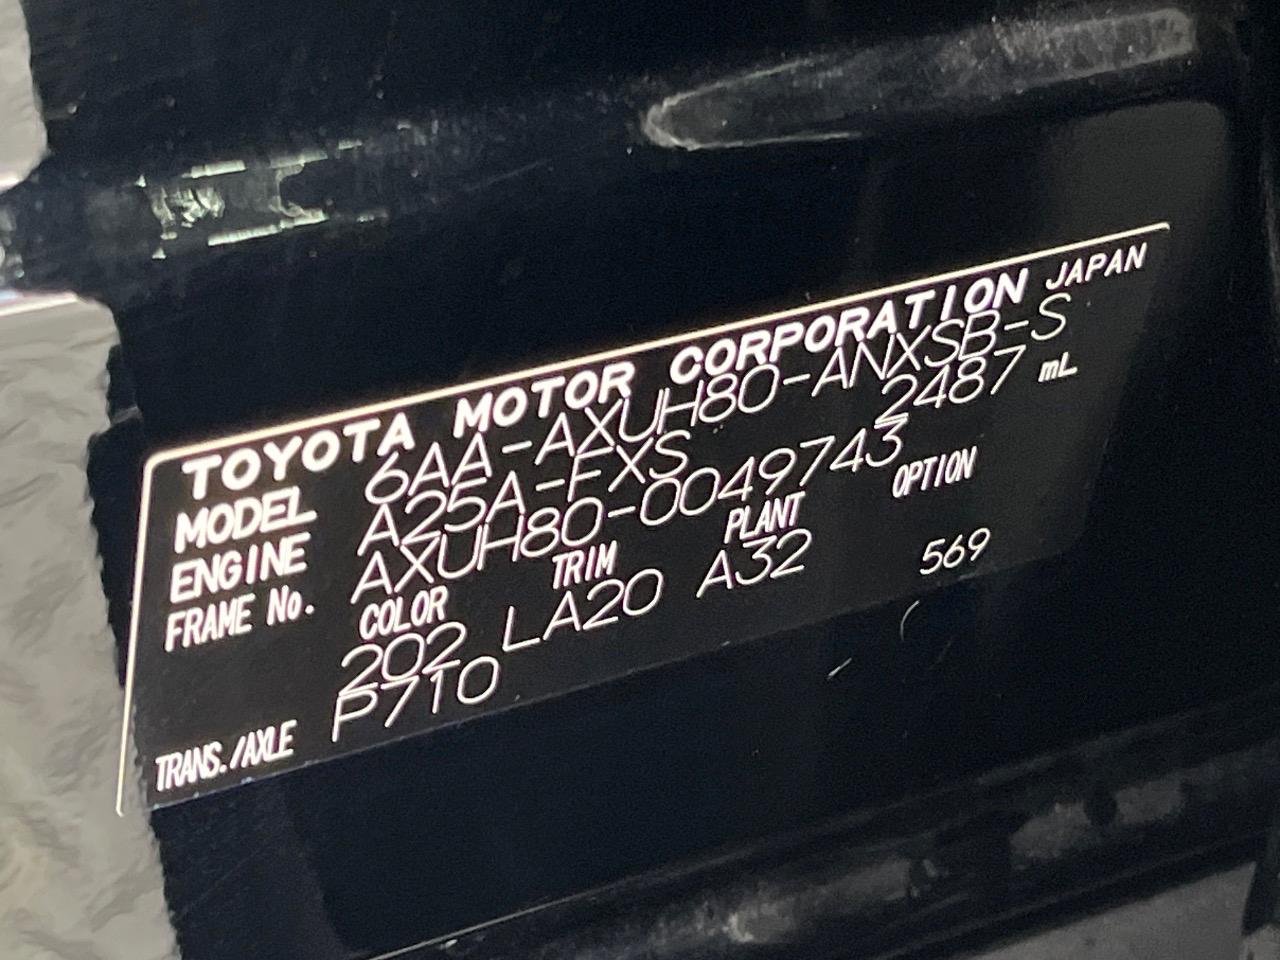 TOYOTA MOTOR CORPORATION JAPAN
MODEL 6AA-AXUH80-ANXSB-S
ENGINE A25A-FXS 2487 mL
FRAME No. AXUH80-0049743
COLOR TRIM PLANT OPTION
202 LA20 A32 569
TRANS./AXLE P710